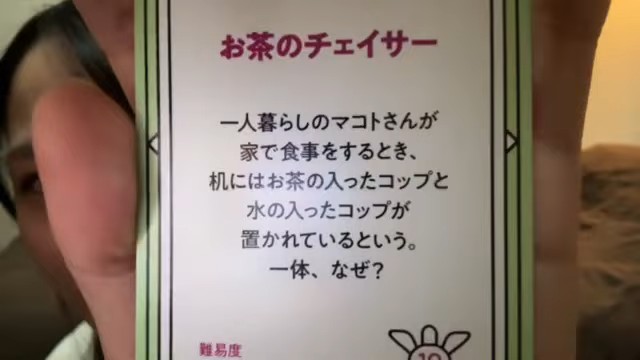 お茶のチェイサー
一人暮らしのマコトさんが
家で食事をするとき、
机にはお茶の入ったコップと
水の入ったコップが
置かれているという。
一体、なぜ？
難易度
10